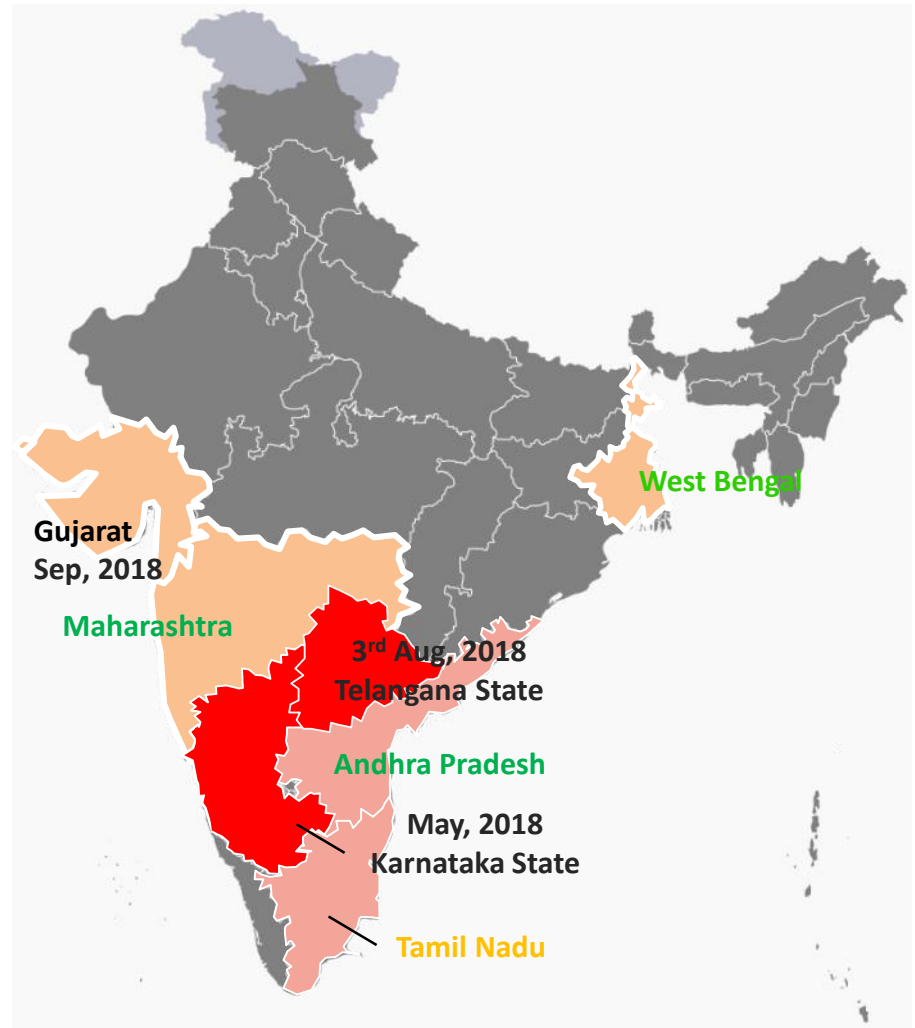 West Bengal
Gujarat
Sep, 2018
Maharashtra
3rd Aug, 2018
Telangana State
Andhra Pradesh
May, 2018
Karnataka State
Tamil Nadu